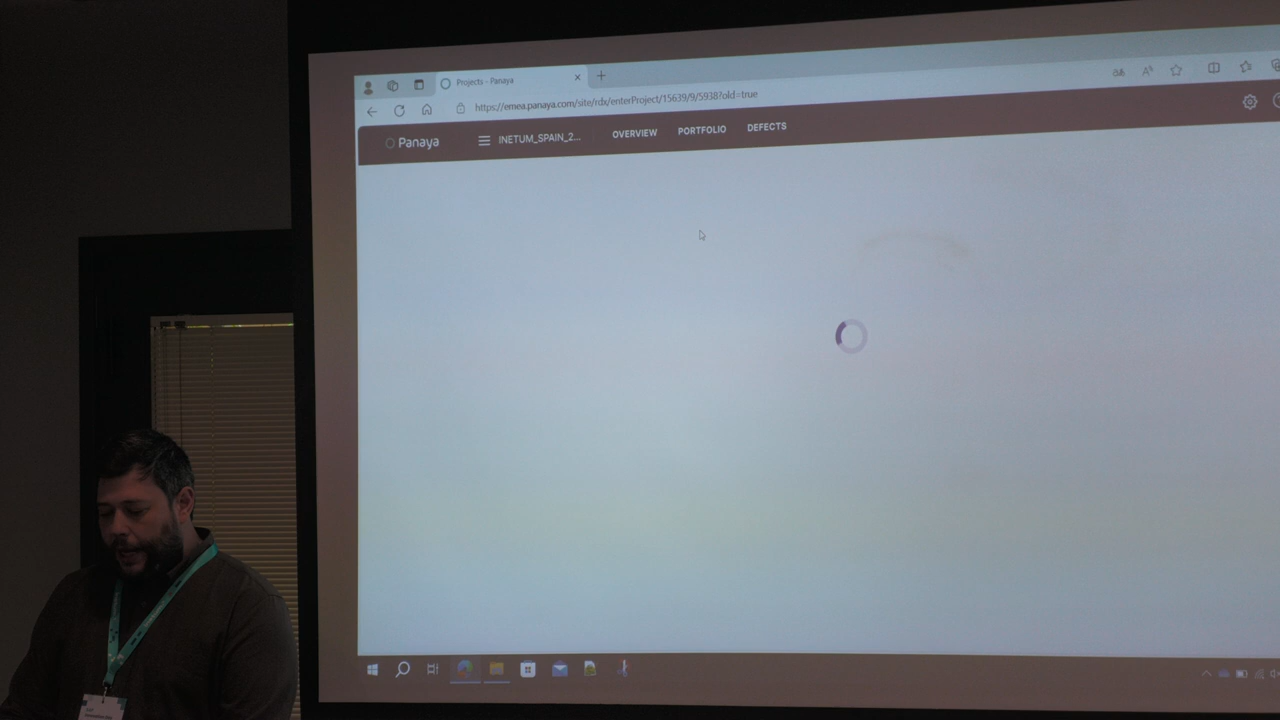 Projects - Panaya
https://emea.panaya.com/site/rdx/enterProject/15639/9/5938?old=true
Panaya
INETUM_SPAIN_2...
OVERVIEW
PORTFOLIO
DEFECTS